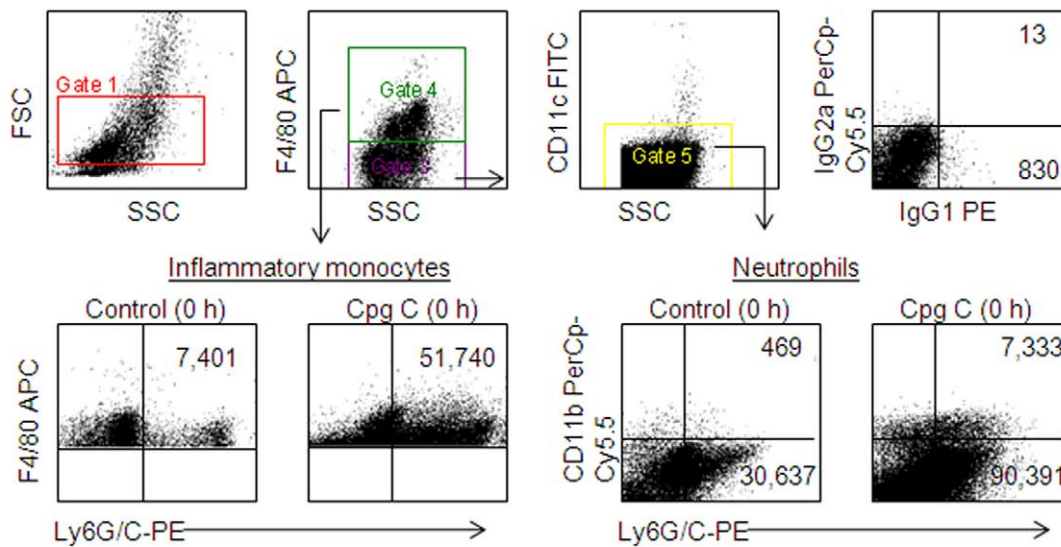 FSC
Gate 1
SSC
F4/80 APC
Gate 4
Gate
SSC
CD11c FITC
Gate 5
SSC
IgG2a PerCp-
Cy5.5
13
830
IgG1 PE
Inflammatory monocytes
Neutrophils
Control (0 h)
Cpg C (0 h)
Control (0 h)
Cpg C (0 h)
F4/80 APC
7,401
51,740
CD11b PerCp-
Cy5.5
469
30,637
7,333
90,391
Ly6G/C-PE
Ly6G/C-PE